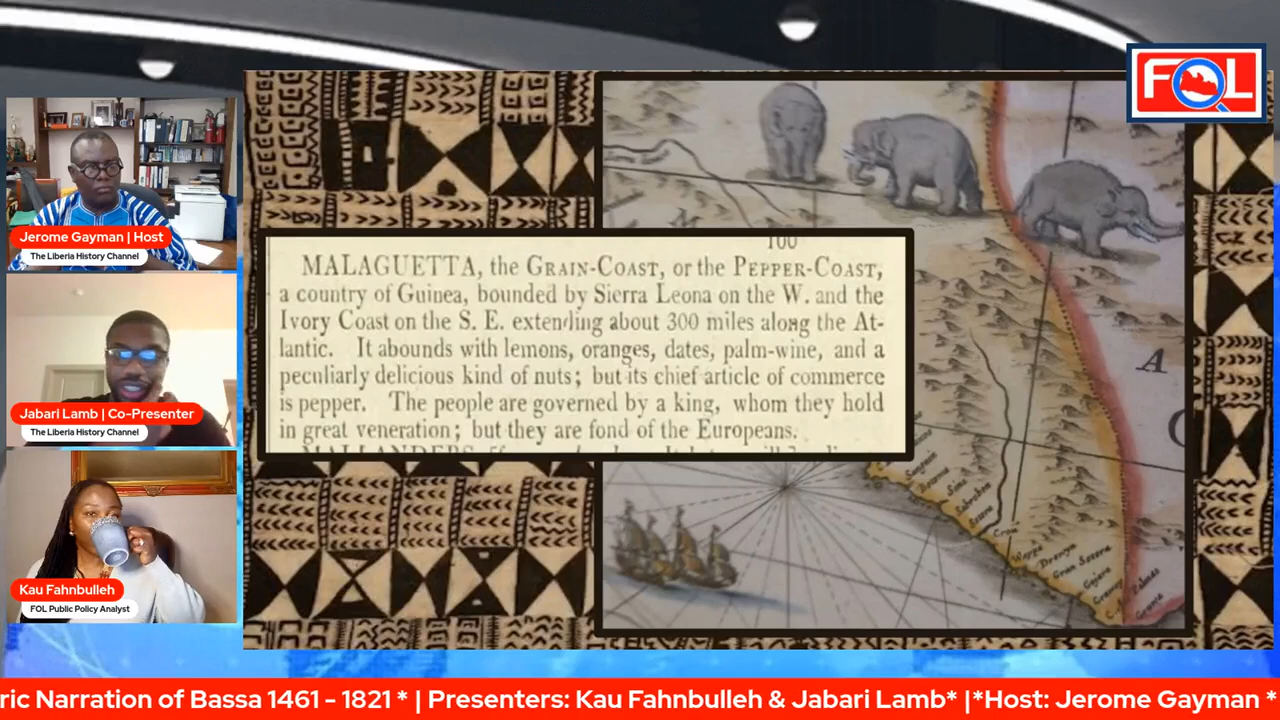 FOL
Jerome Gayman | Host
The Liberia History Channel
Jabari Lamb | Co-Presenter
The Liberia History Channel
Kau Fahnbulleh
FOL Public Policy Analyst
100
MALAGUETTA, the GRAIN-COAST, or the PEPPER-COAST,
a country of Guinea, bounded by Sierra Leona on the W. and the
Ivory Coast on the S. E. extending about 300 miles along the At-
lantic. It abounds with lemons, oranges, dates, palm-wine, and a
peculiarly delicious kind of nuts; but its chief article of commerce
is pepper. The people are governed by a king, whom they hold
in great veneration; but they are fond of the Europeans.
A
Sanguin
Gran Sestra
ric Narration of Bassa 1461 - 1821 * | Presenters: Kau Fahnbulleh & Jabari Lamb* |*Host: Jerome Gayman *